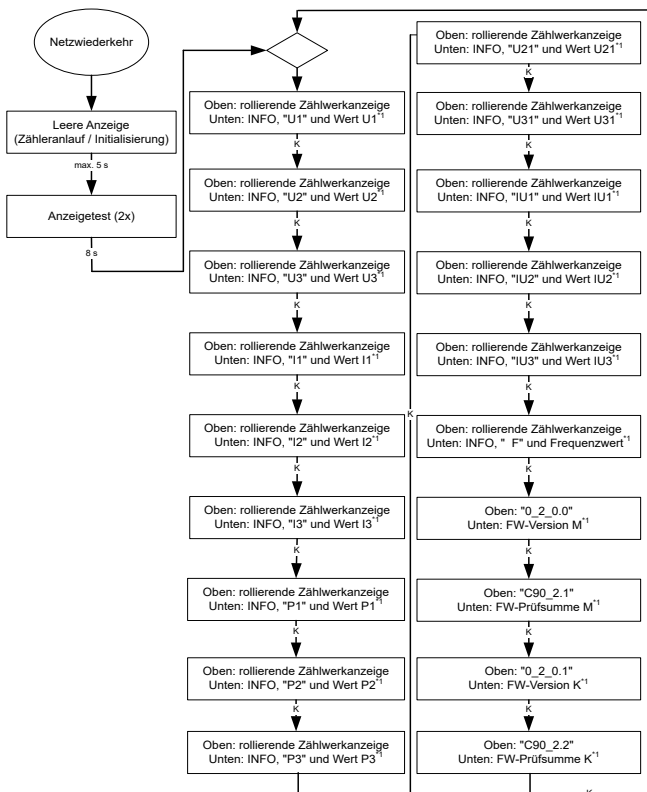 Netzwiederkehr
Leere Anzeige
(Zähleranlauf / Initialisierung)
max. 5 s
Anzeigetest (2x)
8 s
Oben: rollierende Zählwerkanzeige
Unten: INFO, "U1" und Wert U1*1
K
Oben: rollierende Zählwerkanzeige
Unten: INFO, "U2" und Wert U2*1
K
Oben: rollierende Zählwerkanzeige
Unten: INFO, "U3" und Wert U3*1
K
Oben: rollierende Zählwerkanzeige
Unten: INFO, "I1" und Wert I1*1
K
Oben: rollierende Zählwerkanzeige
Unten: INFO, "I2" und Wert I2*1
K
Oben: rollierende Zählwerkanzeige
Unten: INFO, "I3" und Wert I3*1
K
Oben: rollierende Zählwerkanzeige
Unten: INFO, "P1" und Wert P1*1
K
Oben: rollierende Zählwerkanzeige
Unten: INFO, "P2" und Wert P2*1
K
Oben: rollierende Zählwerkanzeige
Unten: INFO, "P3" und Wert P3*1
K
Oben: rollierende Zählwerkanzeige
Unten: INFO, "U21" und Wert U21*1
K
Oben: rollierende Zählwerkanzeige
Unten: INFO, "U31" und Wert U31*1
K
Oben: rollierende Zählwerkanzeige
Unten: INFO, "IU1" und Wert IU1*1
K
Oben: rollierende Zählwerkanzeige
Unten: INFO, "IU2" und Wert IU2*1
K
Oben: rollierende Zählwerkanzeige
Unten: INFO, "IU3" und Wert IU3*1
K
Oben: rollierende Zählwerkanzeige
Unten: INFO, "  F" und Frequenzwert*1
K
Oben: "0_2_0.0"
Unten: FW-Version M*1
K
Oben: "C90_2.1"
Unten: FW-Prüfsumme M*1
K
Oben: "0_2_0.1"
Unten: FW-Version K*1
K
Oben: "C90_2.2"
Unten: FW-Prüfsumme K*1
K